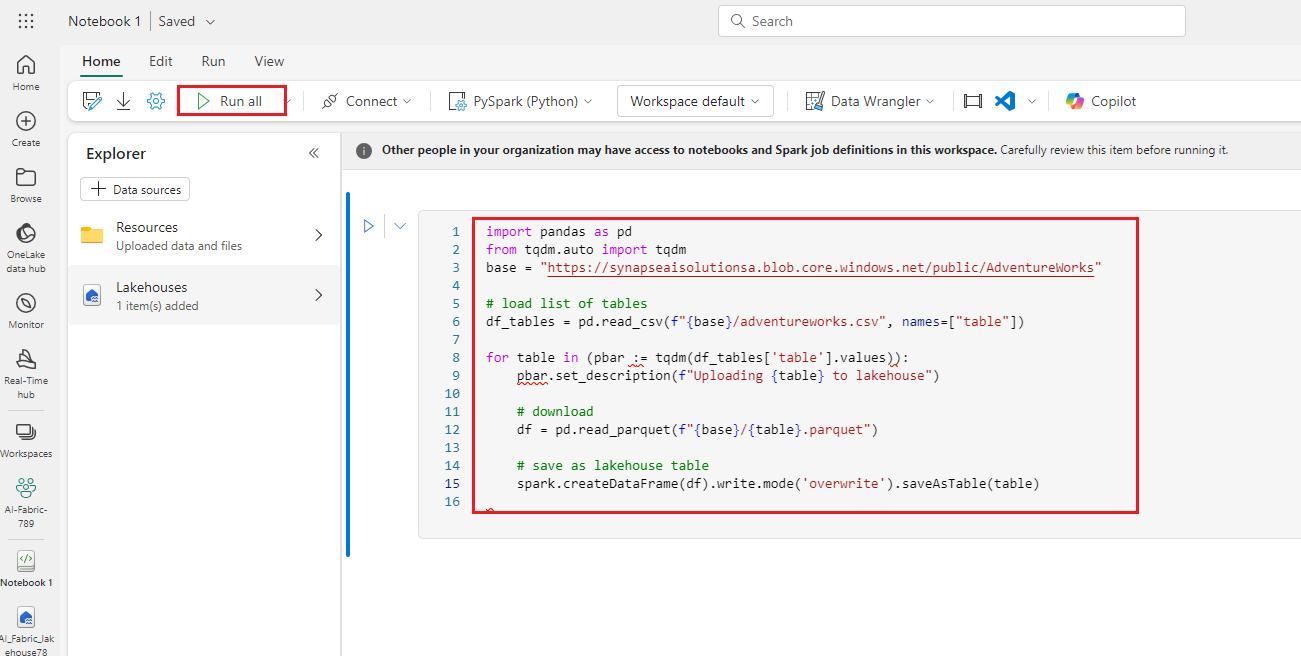 Notebook 1 | Saved
Search
Home Edit Run View
Run all Connect PySpark (Python) Workspace default Data Wrangler Copilot
Home
Create
Browse
OneLake
data hub
Monitor
Real-Time
hub
Workspaces
AI-Fabric-
789
Notebook 1
AI_Fabric_lak
ehouse78
Explorer
Data sources
Resources
Uploaded data and files
Lakehouses
1 item(s) added
Other people in your organization may have access to notebooks and Spark job definitions in this workspace. Carefully review this item before running it.
1 import pandas as pd
2 from tqdm.auto import tqdm
3 base = "https://synapseaisolutionsa.blob.core.windows.net/public/AdventureWorks"
4
5 # load list of tables
6 df_tables = pd.read_csv(f"{base}/adventureworks.csv", names=["table"])
7
8 for table in (pbar := tqdm(df_tables['table'].values)):
9     pbar.set_description(f"Uploading {table} to lakehouse")
10
11     # download
12     df = pd.read_parquet(f"{base}/{table}.parquet")
13
14     # save as lakehouse table
15     spark.createDataFrame(df).write.mode('overwrite').saveAsTable(table)
16